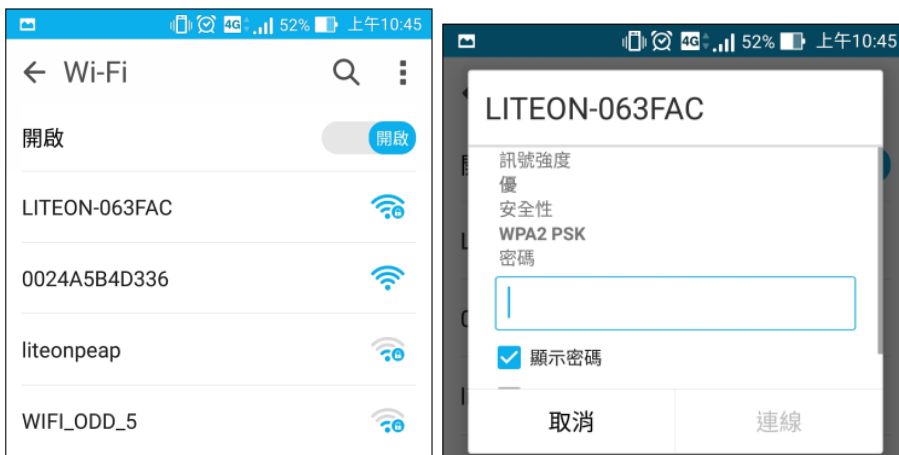 4G 52% 上午10:45
Wi-Fi
開啟 開啟
LITEON-063FAC
0024A5B4D336
liteonpeap
WIFI_ODD_5
4G 52% 上午10:45
LITEON-063FAC
訊號強度
優
安全性
WPA2 PSK
密碼
顯示密碼
取消 連線